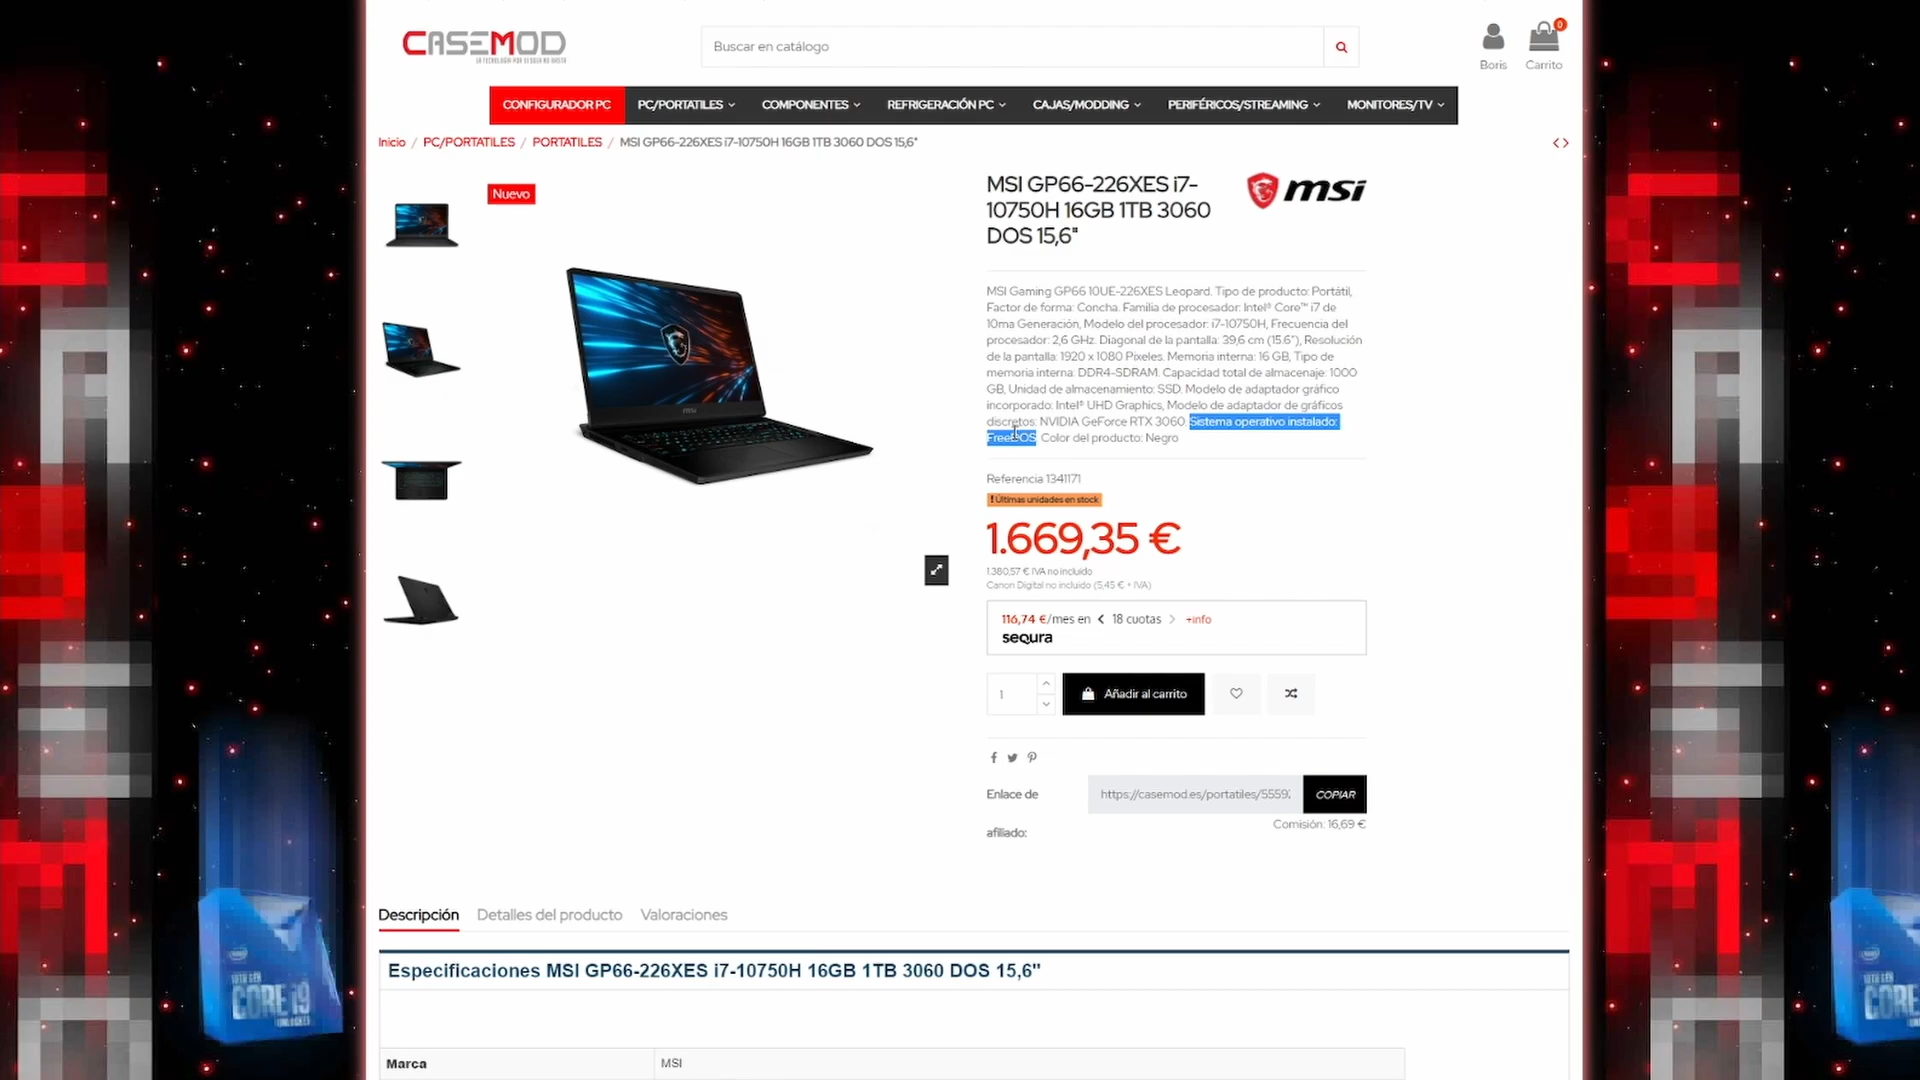 CASEMOD
Buscar en catálogo
0
Boris
Carrito
CONFIGURADOR PC
PC/PORTATILES
COMPONENTES
REFRIGERACIÓN PC
CAJAS/MODDING
PERIFÉRICOS/STREAMING
MONITORES/TV
Inicio / PC/PORTATILES / PORTATILES / MSI GP66-226XES i7-10750H 16GB 1TB 3060 DOS 15,6"
Nuevo
MSI GP66-226XES i7-
10750H 16GB 1TB 3060
DOS 15,6"
msi
MSI Gaming GP66 10UE-226XES Leopard. Tipo de producto: Portátil,
Factor de forma: Concha. Familia de procesador: Intel® Core™ i7 de
10ma Generación, Modelo del procesador: i7-10750H, Frecuencia del
procesador: 2,6 GHz. Diagonal de la pantalla: 39,6 cm (15.6"), Resolución
de la pantalla: 1920 x 1080 Pixeles. Memoria interna: 16 GB, Tipo de
memoria interna: DDR4-SDRAM. Capacidad total de almacenaje: 1000
GB, Unidad de almacenamiento: SSD. Modelo de adaptador gráfico
incorporado: Intel® UHD Graphics, Modelo de adaptador de gráficos
discretos: NVIDIA GeForce RTX 3060. Sistema operativo instalado:
FreeDOS. Color del producto: Negro
Referencia 1341171
! Últimas unidades en stock
1.669,35 €
1.380,57 € IVA no incluido
Canon Digital no incluido (5,45 € + IVA)
116,74 €/mes en < 18 cuotas > +info
seQura
1
Añadir al carrito
Enlace de
afiliado:
https://casemod.es/portatiles/5559
COPIAR
Comisión: 16,69 €
Descripción
Detalles del producto
Valoraciones
Especificaciones MSI GP66-226XES i7-10750H 16GB 1TB 3060 DOS 15,6"
Marca
MSI
intel
10TH GEN
CORE i9
UNLOCKED
10TH GEN
CORE